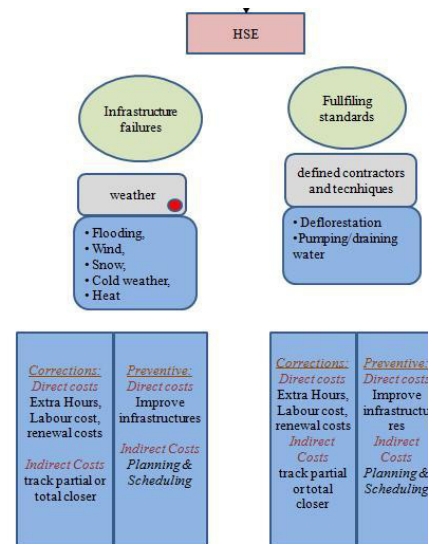 HSE
Infrastructure
failures
Fullfiling
standards
weather
defined contractors
and tecnhiques
• Flooding,
• Wind,
• Snow,
• Cold weather,
• Heat
• Deflorestation
• Pumping/draining
water
Corrections:
Direct costs
Extra Hours,
Labour cost,
renewal costs
Indirect Costs
track partial or
total closer
Preventive:
Direct costs
Improve
infrastructures
Indirect Costs
Planning &
Scheduling
Corrections:
Direct costs
Extra Hours,
Labour cost,
renewal costs
Indirect
Costs
track partial
or total
closer
Preventive:
Direct costs
Improve
infrastructu
res
Indirect
Costs
Planning &
Scheduling